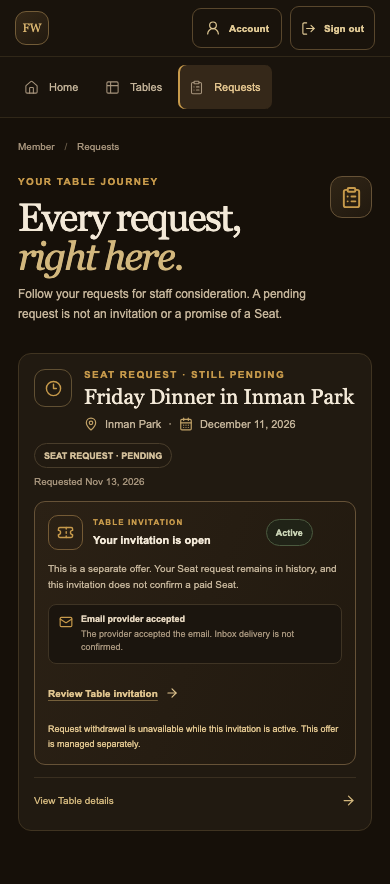 FW
Account
Sign out
Home
Tables
Requests
Member / Requests
YOUR TABLE JOURNEY
Every request,
right here.
Follow your requests for staff consideration. A pending
request is not an invitation or a promise of a Seat.
SEAT REQUEST · STILL PENDING
Friday Dinner in Inman Park
Inman Park · December 11, 2026
SEAT REQUEST · PENDING
Requested Nov 13, 2026
TABLE INVITATION
Your invitation is open
Active
This is a separate offer. Your Seat request remains in history, and
this invitation does not confirm a paid Seat.
Email provider accepted
The provider accepted the email. Inbox delivery is not
confirmed.
Review Table invitation
Request withdrawal is unavailable while this invitation is active. This offer
is managed separately.
View Table details